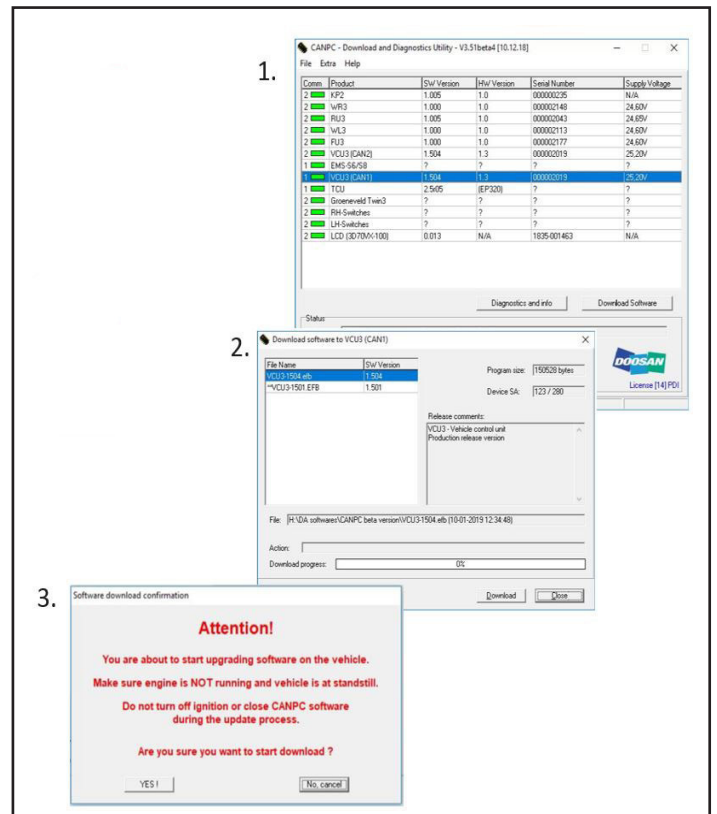 1.
CANPC - Download and Diagnostics Utility - V3.51beta4 [10.12.18]
File Extra Help
Comm Product SW Version HW Version Serial Number Supply Voltage
2 KP2 1.005 1.0 000000235 N/A
2 WR3 1.000 1.0 000002148 24,60V
2 RU3 1.005 1.0 000002043 24,69V
2 WL3 1.000 1.0 000002113 24,60V
2 FU3 1.000 1.0 000002177 24,60V
2 VCU3 (CAN2) 1.504 1.3 000002019 25,20V
1 EMS-S6/S8 ? ? ? ?
1 VCU3 (CAN1) 1.504 1.3 000002019 25,20V
1 TCU 2.5r05 (EP320) ? ?
2 Groeneveld Twin3 ? ? ? ?
2 RH-Switches ? ? ? ?
2 LH-Switches ? ? ? ?
2 LCD (3D70VX-100) 0.013 N/A 1835-001463 N/A
Diagnostics and info Download Software
Status
DOOSAN
License [14] PDI
2.
Download software to VCU3 (CAN1)
File Name SW Version
VCU3-1504.efb 1.504
**VCU3-1501.EFB 1.501
Program size: 150528 bytes
Device SA: 123 / 280
Release comments:
VCU3 - Vehicle control unit
Production release version
File: H:\DA softwares\CANPC beta version\VCU3-1504.efb (10-01-2019 12:34:48)
Action:
Download progress: 0%
Download Close
3.
Software download confirmation
Attention!
You are about to start upgrading software on the vehicle.
Make sure engine is NOT running and vehicle is at standstill.
Do not turn off ignition or close CANPC software
during the update process.
Are you sure you want to start download ?
YES ! No, cancel